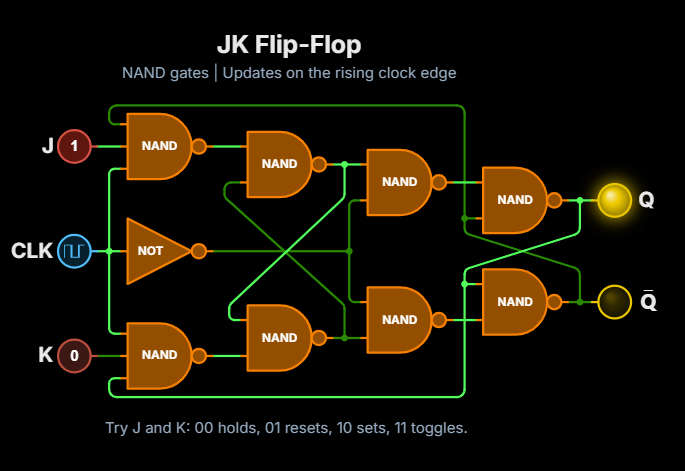 JK Flip-Flop
NAND gates | Updates on the rising clock edge
J 1 NAND NAND NAND NAND Q
CLK NOT
K 0 NAND NAND NAND NAND Q̅
Try J and K: 00 holds, 01 resets, 10 sets, 11 toggles.